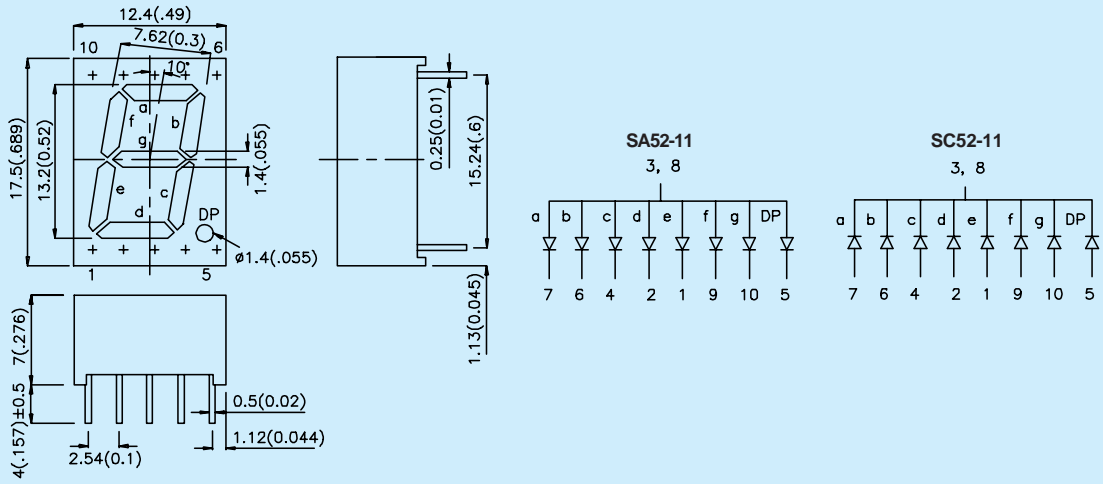 12.4(.49)
7.62(0.3)
10 6
10°
a
f b
g
e c
d
DP
1 5
17.5(.689)
13.2(0.52)
1.4(.055)
ø1.4(.055)
0.25(0.01)
15.24(.6)
1.13(0.045)
7(.276)
4(.157)±0.5
0.5(0.02)
1.12(0.044)
2.54(0.1)
SA52-11
3, 8
a b c d e f g DP
7 6 4 2 1 9 10 5
SC52-11
3, 8
a b c d e f g DP
7 6 4 2 1 9 10 5